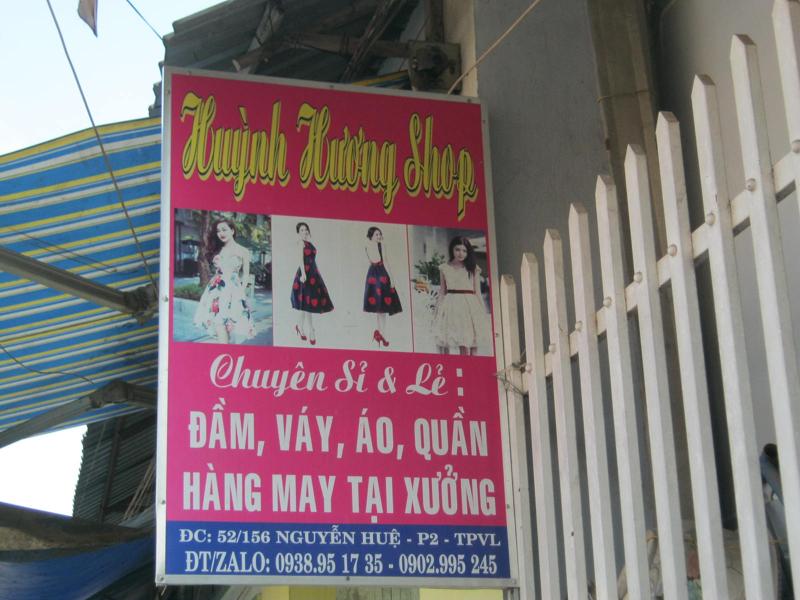 Huỳnh Hương Shop
Chuyên Sỉ & Lẻ :
ĐẦM, VÁY, ÁO, QUẦN
HÀNG MAY TẠI XƯỞNG
ĐC: 52/156 NGUYỄN HUỆ - P2 - TPVL
ĐT/ZALO: 0938.95 17 35 - 0902.995 245